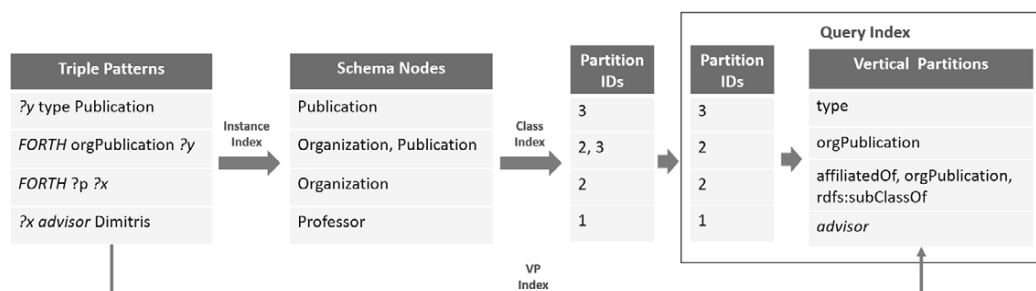 Query Index
Triple Patterns
?y type Publication
FORTH orgPublication ?y
FORTH ?p ?x
?x advisor Dimitris
Instance
Index
Schema Nodes
Publication
Organization, Publication
Organization
Professor
Class
Index
Partition
IDs
3
2, 3
2
1
Partition
IDs
3
2
2
1
Vertical Partitions
type
orgPublication
affiliatedOf, orgPublication,
rdfs:subClassOf
advisor
VP
Index